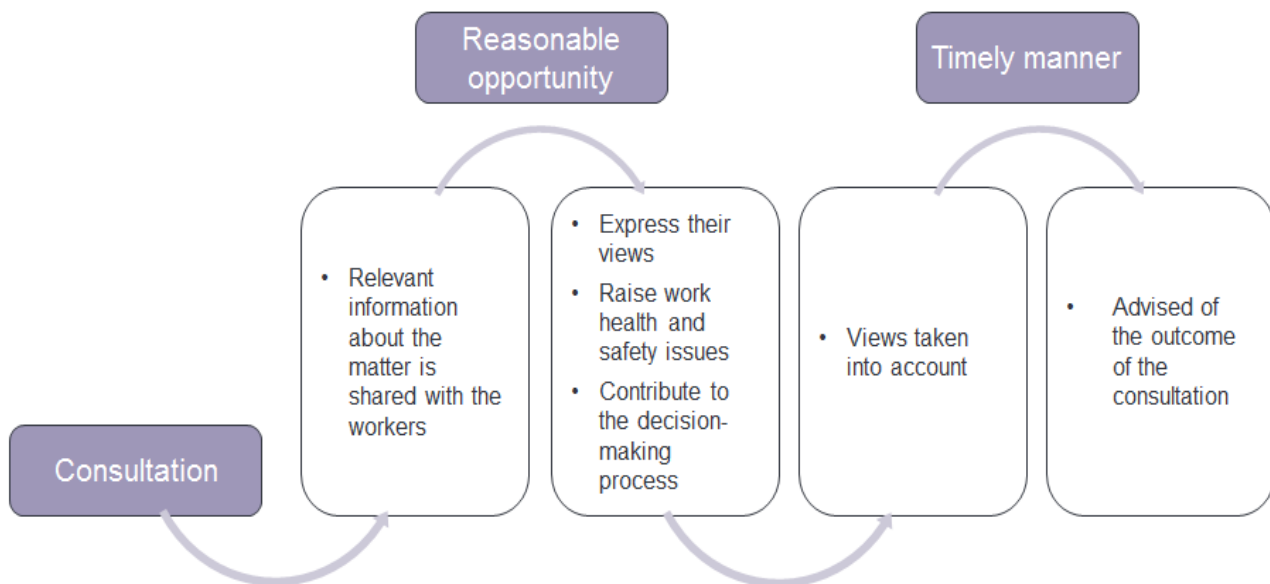 Reasonable
opportunity
Timely manner
Consultation
• Relevant
information
about the
matter is
shared with the
workers
• Express their
views
• Raise work
health and
safety issues
• Contribute to
the decision-
making
process
• Views taken
into account
• Advised of
the outcome
of the
consultation